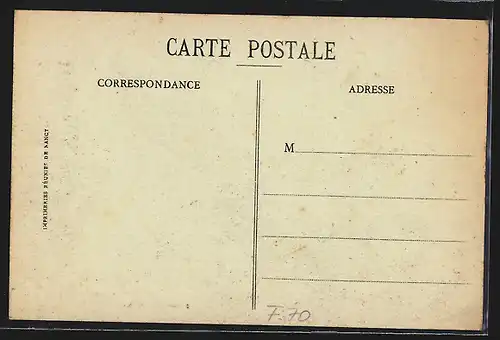 CARTE POSTALE
CORRESPONDANCE
ADRESSE
M
IMPRIMERIES RÉUNIES DE NANCY
F. 70